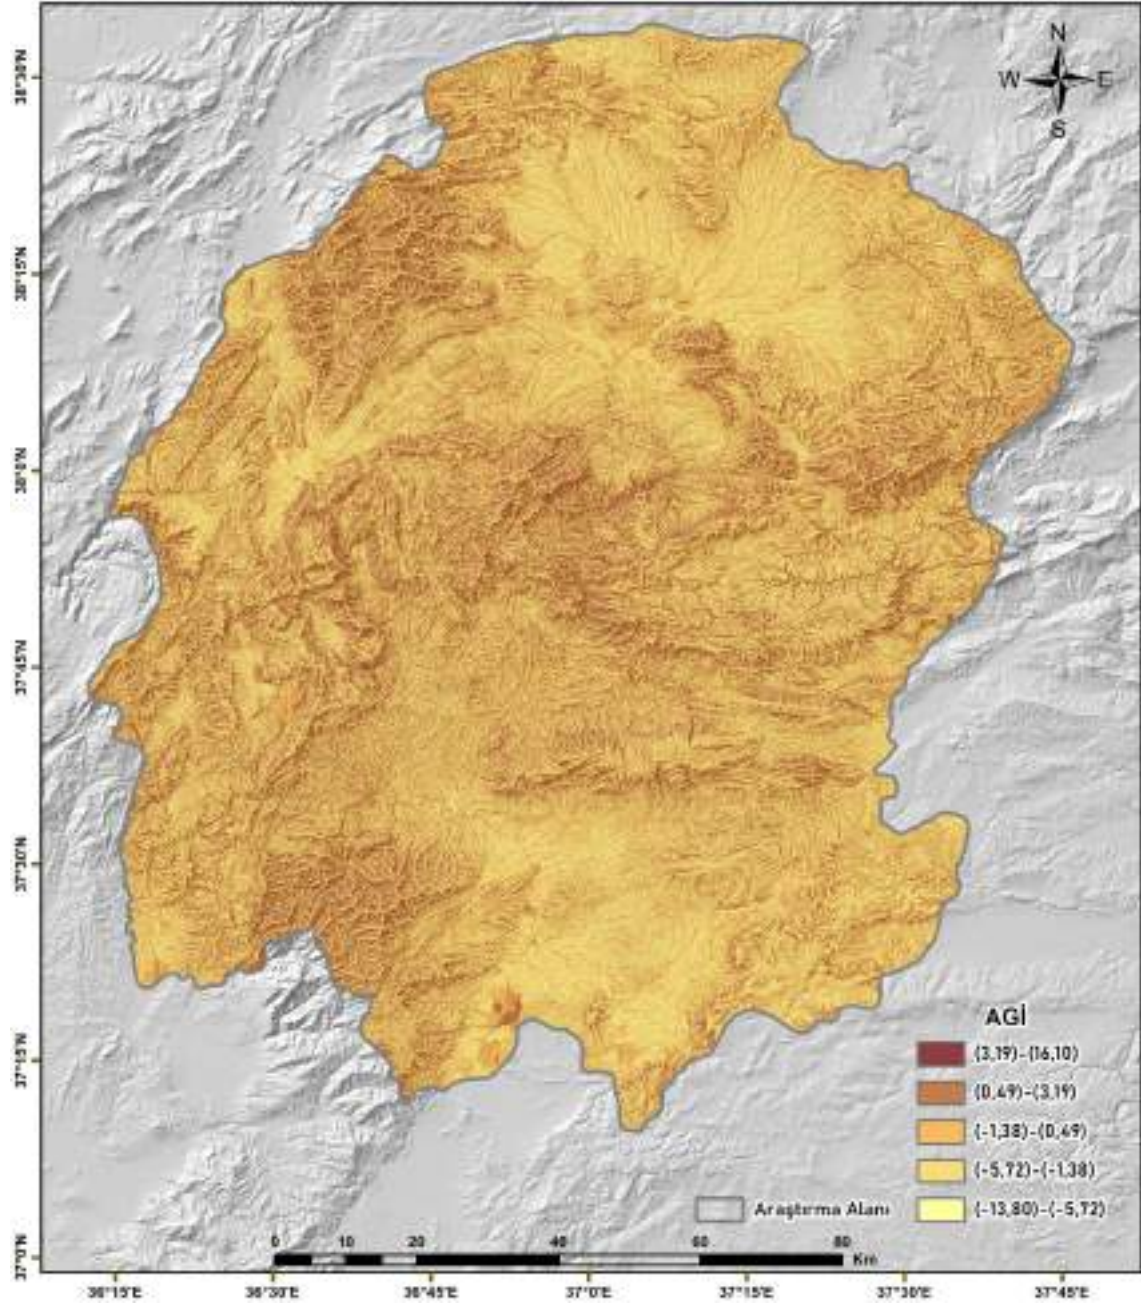 N
W E
S
38°30'N
38°15'N
38°0'N
37°45'N
37°30'N
37°15'N
37°0'N
AGİ
(3,19)-(16,10)
(0,49)-(3,19)
(-1,38)-(0,49)
(-5,72)-(-1,38)
(-13,80)-(-5,72)
Araştırma Alanı
0 10 20 40 60 80
Km
36°15'E 36°30'E 36°45'E 37°0'E 37°15'E 37°30'E 37°45'E